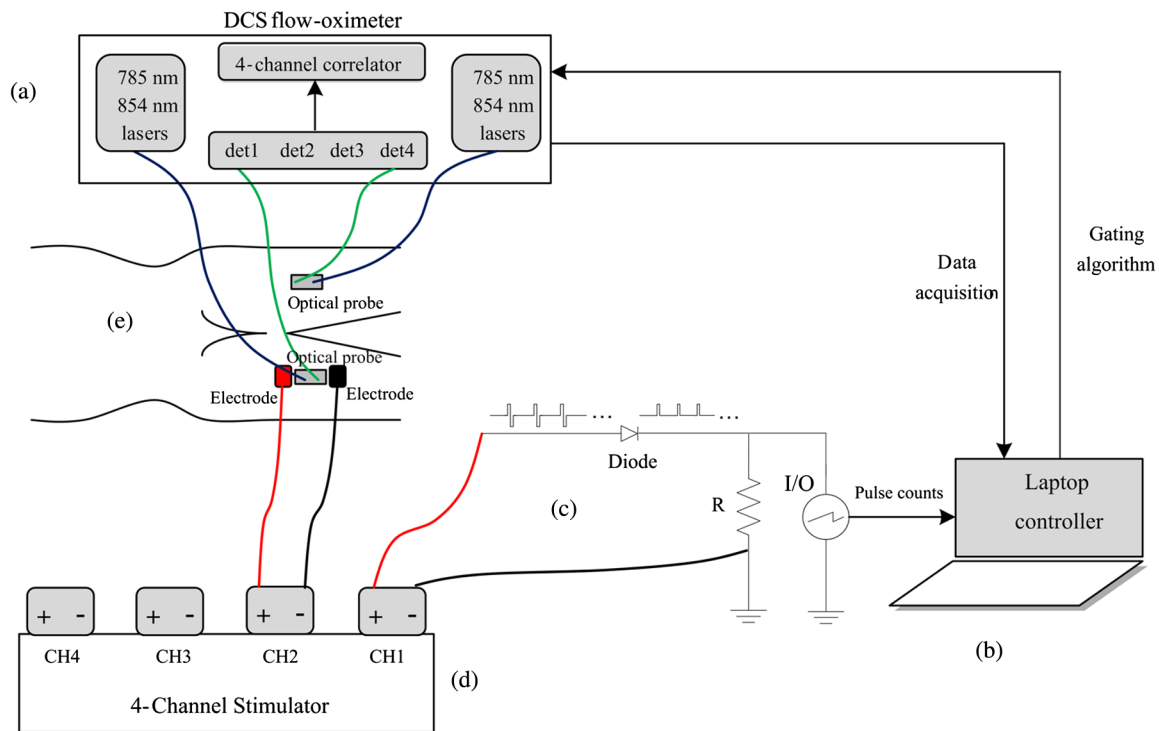 DCS flow-oximeter
(a)
785 nm
854 nm
lasers
4-channel correlator
det1 det2 det3 det4
785 nm
854 nm
lasers
Gating
algorithm
Data
acquisition
Optical probe
(e)
Optical probe
Electrode
Electrode
...
...
Diode
(c)
R
I/O
Pulse counts
Laptop
controller
(b)
+ -
+ -
+ -
+ -
CH4
CH3
CH2
CH1
(d)
4-Channel Stimulator